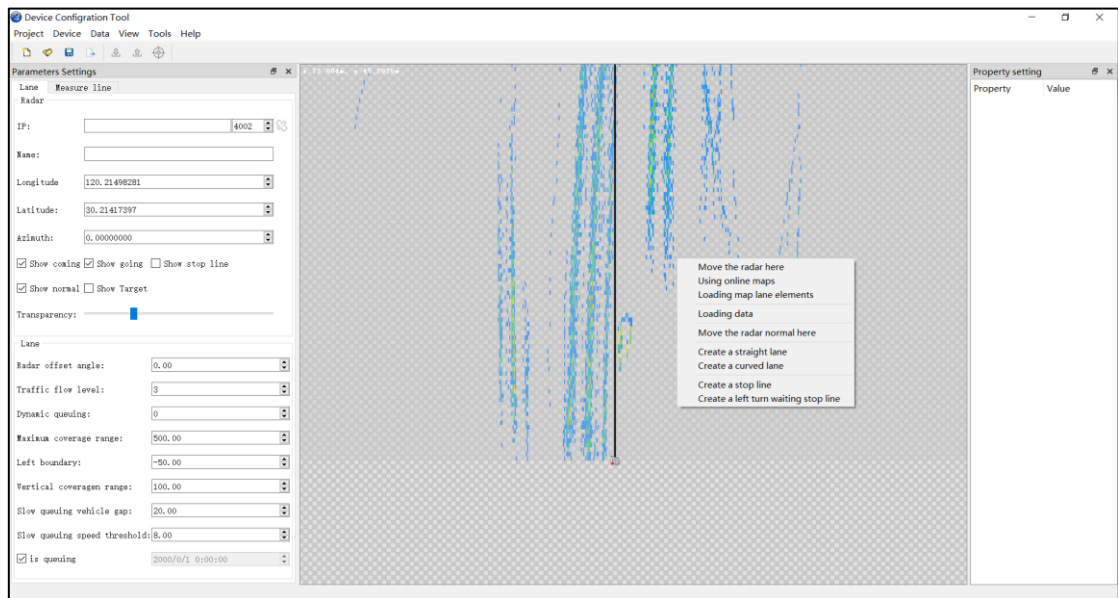 Device Configration Tool
Project Device Data View Tools Help
Parameters Settings
Lane Measure line
Radar
IP: 4002
Name:
Longitude 120.21498281
Latitude: 30.21417397
Azimuth: 0.00000000
Show coming Show going Show stop line
Show normal Show Target
Transparency:
Lane
Radar offset angle: 0.00
Traffic flow level: 3
Dynamic queuing: 0
Maximum coverage range: 500.00
Left boundary: -50.00
Vertical coveragen range: 100.00
Slow queuing vehicle gap: 20.00
Slow queuing speed threshold: 8.00
is queuing 2000/0/1 0:00:00
Move the radar here
Using online maps
Loading map lane elements
Loading data
Move the radar normal here
Create a straight lane
Create a curved lane
Create a stop line
Create a left turn waiting stop line
Property setting
Property Value